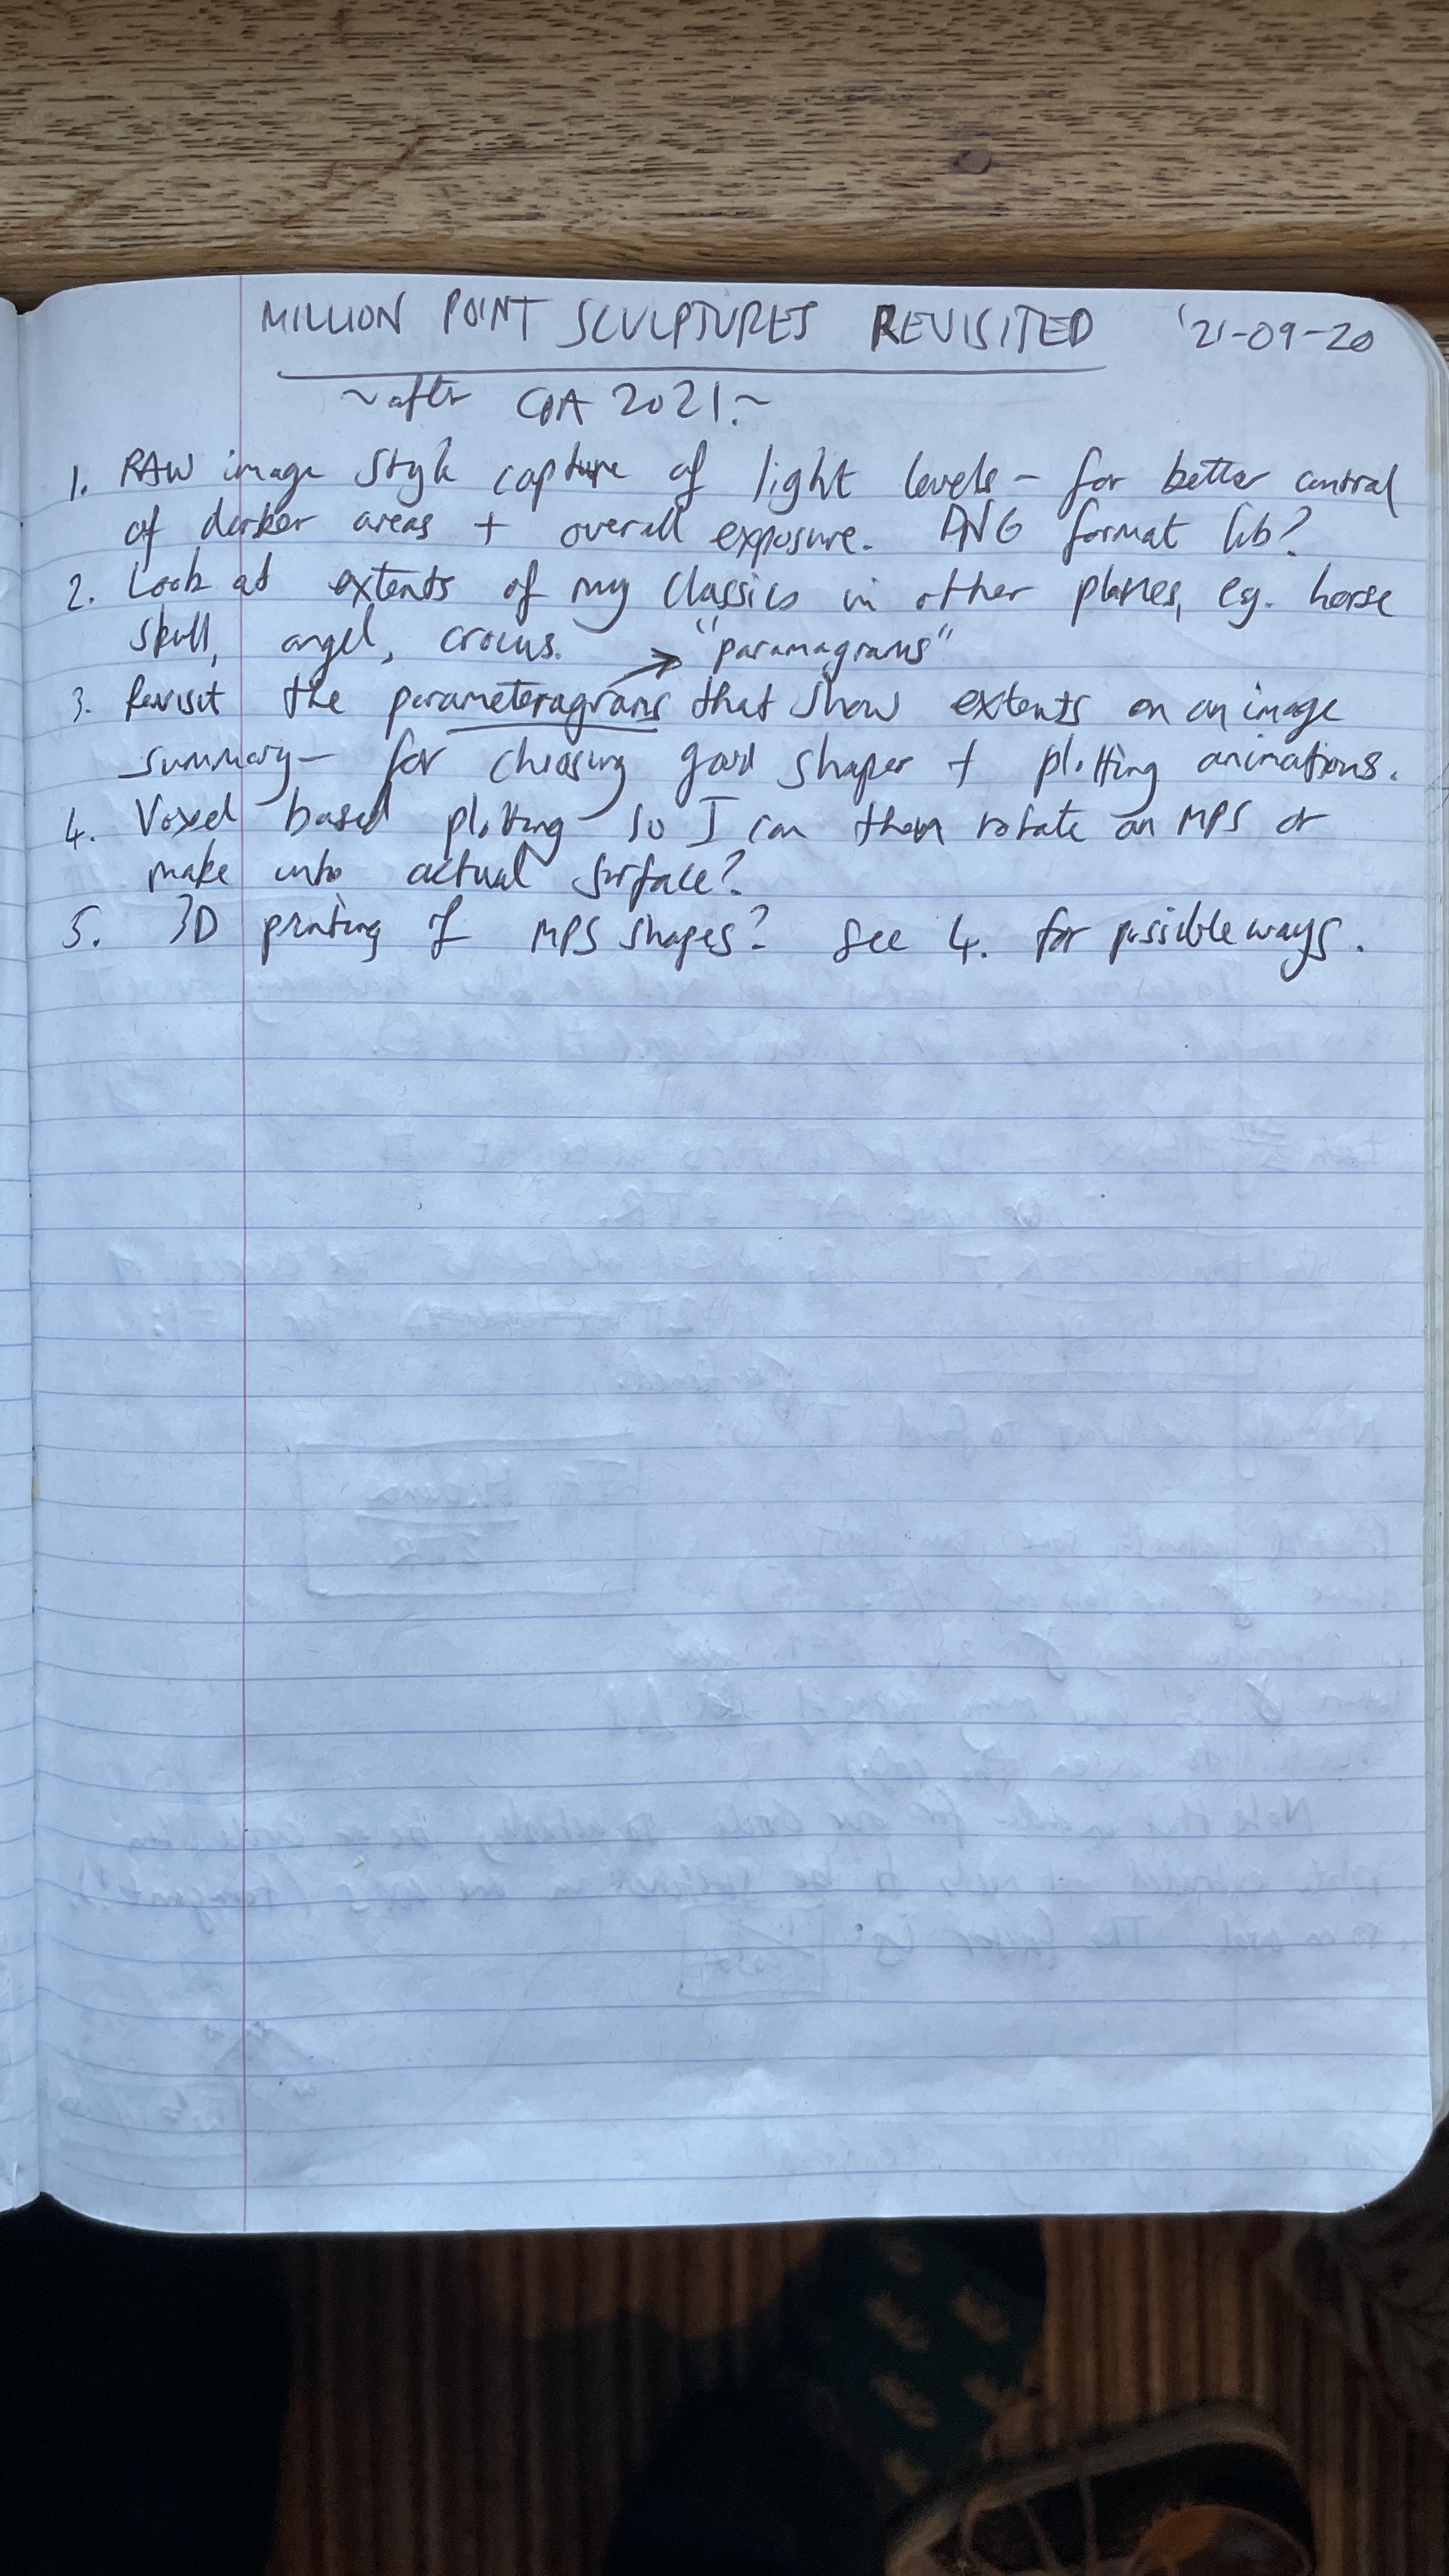 MILLION POINT SCULPTURES REVISITED '21-09-20
~after 2021.~
1. RAW image style capture of light levels - for better control
of darker areas + overall exposure. DNG format lib?
2. Look at extents of my classics in other planes, eg. horse
skull, angel, crocus. "paramagrams"
3. Revisit the parameteragrams that show extents on an image
summary - for choosing good shapes + plotting animations.
4. Voxel based plotting so I can then rotate an MPS or
make into actual surface?
5. 3D printing of MPS shapes? See 4. for possible ways.